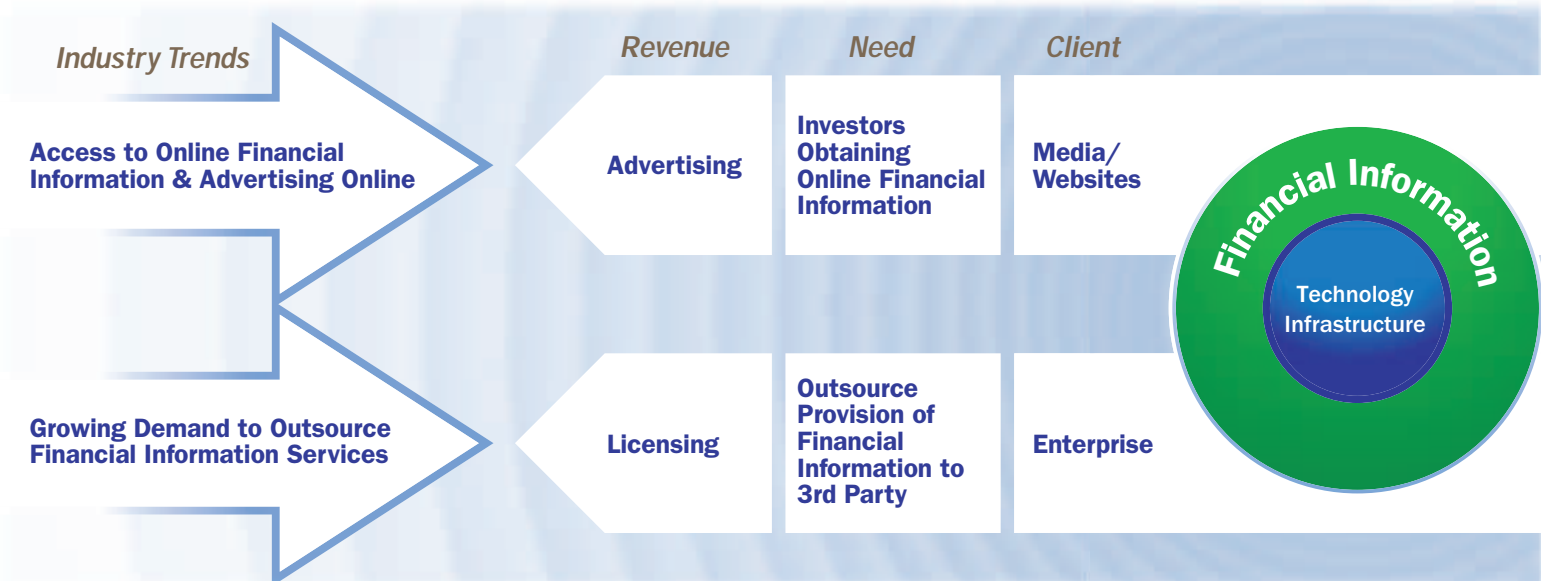 Industry Trends
Revenue
Need
Client
Access to Online Financial
Information & Advertising Online
Advertising
Investors
Obtaining
Online Financial
Information
Media/
Websites
Financial Information
Technology
Infrastructure
Growing Demand to Outsource
Financial Information Services
Licensing
Outsource
Provision of
Financial
Information to
3rd Party
Enterprise